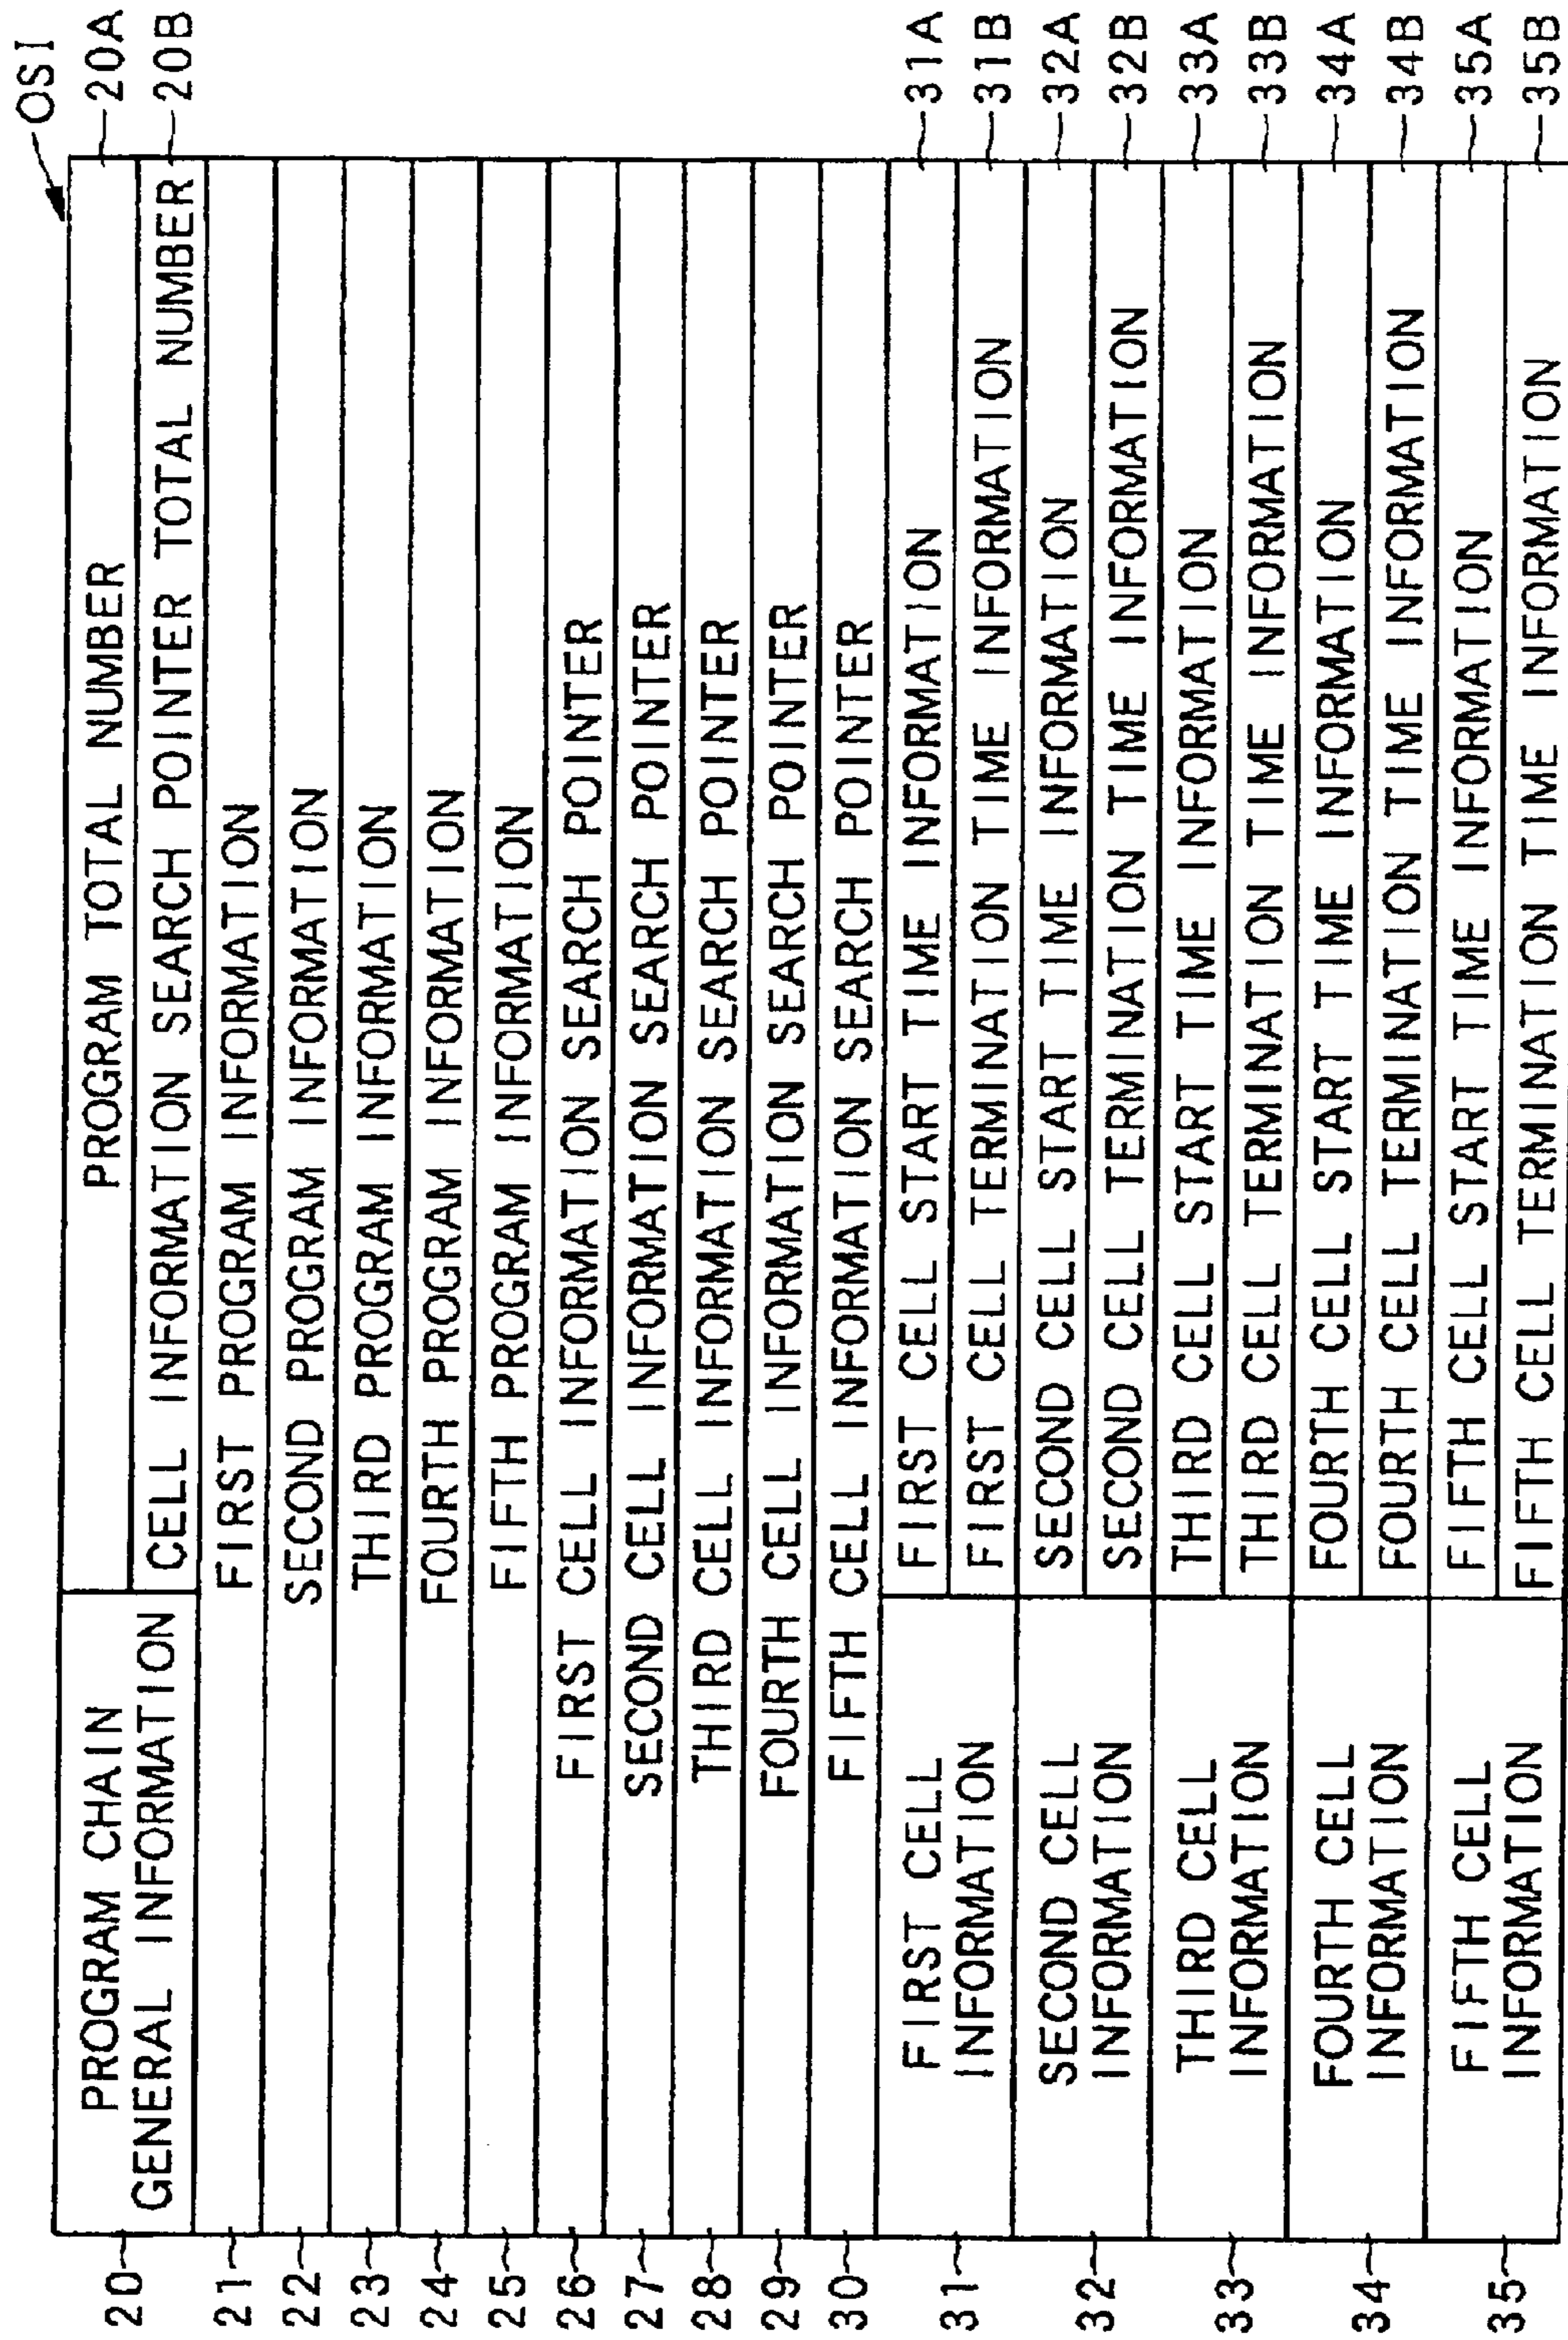 OSI
20
PROGRAM CHAIN
GENERAL INFORMATION
PROGRAM TOTAL NUMBER
20A
CELL INFORMATION SEARCH POINTER TOTAL NUMBER
20B
21
FIRST PROGRAM INFORMATION
22
SECOND PROGRAM INFORMATION
23
THIRD PROGRAM INFORMATION
24
FOURTH PROGRAM INFORMATION
25
FIFTH PROGRAM INFORMATION
26
FIRST CELL INFORMATION SEARCH POINTER
27
SECOND CELL INFORMATION SEARCH POINTER
28
THIRD CELL INFORMATION SEARCH POINTER
29
FOURTH CELL INFORMATION SEARCH POINTER
30
FIFTH CELL INFORMATION SEARCH POINTER
31
FIRST CELL
INFORMATION
FIRST CELL START TIME INFORMATION
31A
FIRST CELL TERMINATION TIME INFORMATION
31B
32
SECOND CELL
INFORMATION
SECOND CELL START TIME INFORMATION
32A
SECOND CELL TERMINATION TIME INFORMATION
32B
33
THIRD CELL
INFORMATION
THIRD CELL START TIME INFORMATION
33A
THIRD CELL TERMINATION TIME INFORMATION
33B
34
FOURTH CELL
INFORMATION
FOURTH CELL START TIME INFORMATION
34A
FOURTH CELL TERMINATION TIME INFORMATION
34B
35
FIFTH CELL
INFORMATION
FIFTH CELL START TIME INFORMATION
35A
FIFTH CELL TERMINATION TIME INFORMATION
35B